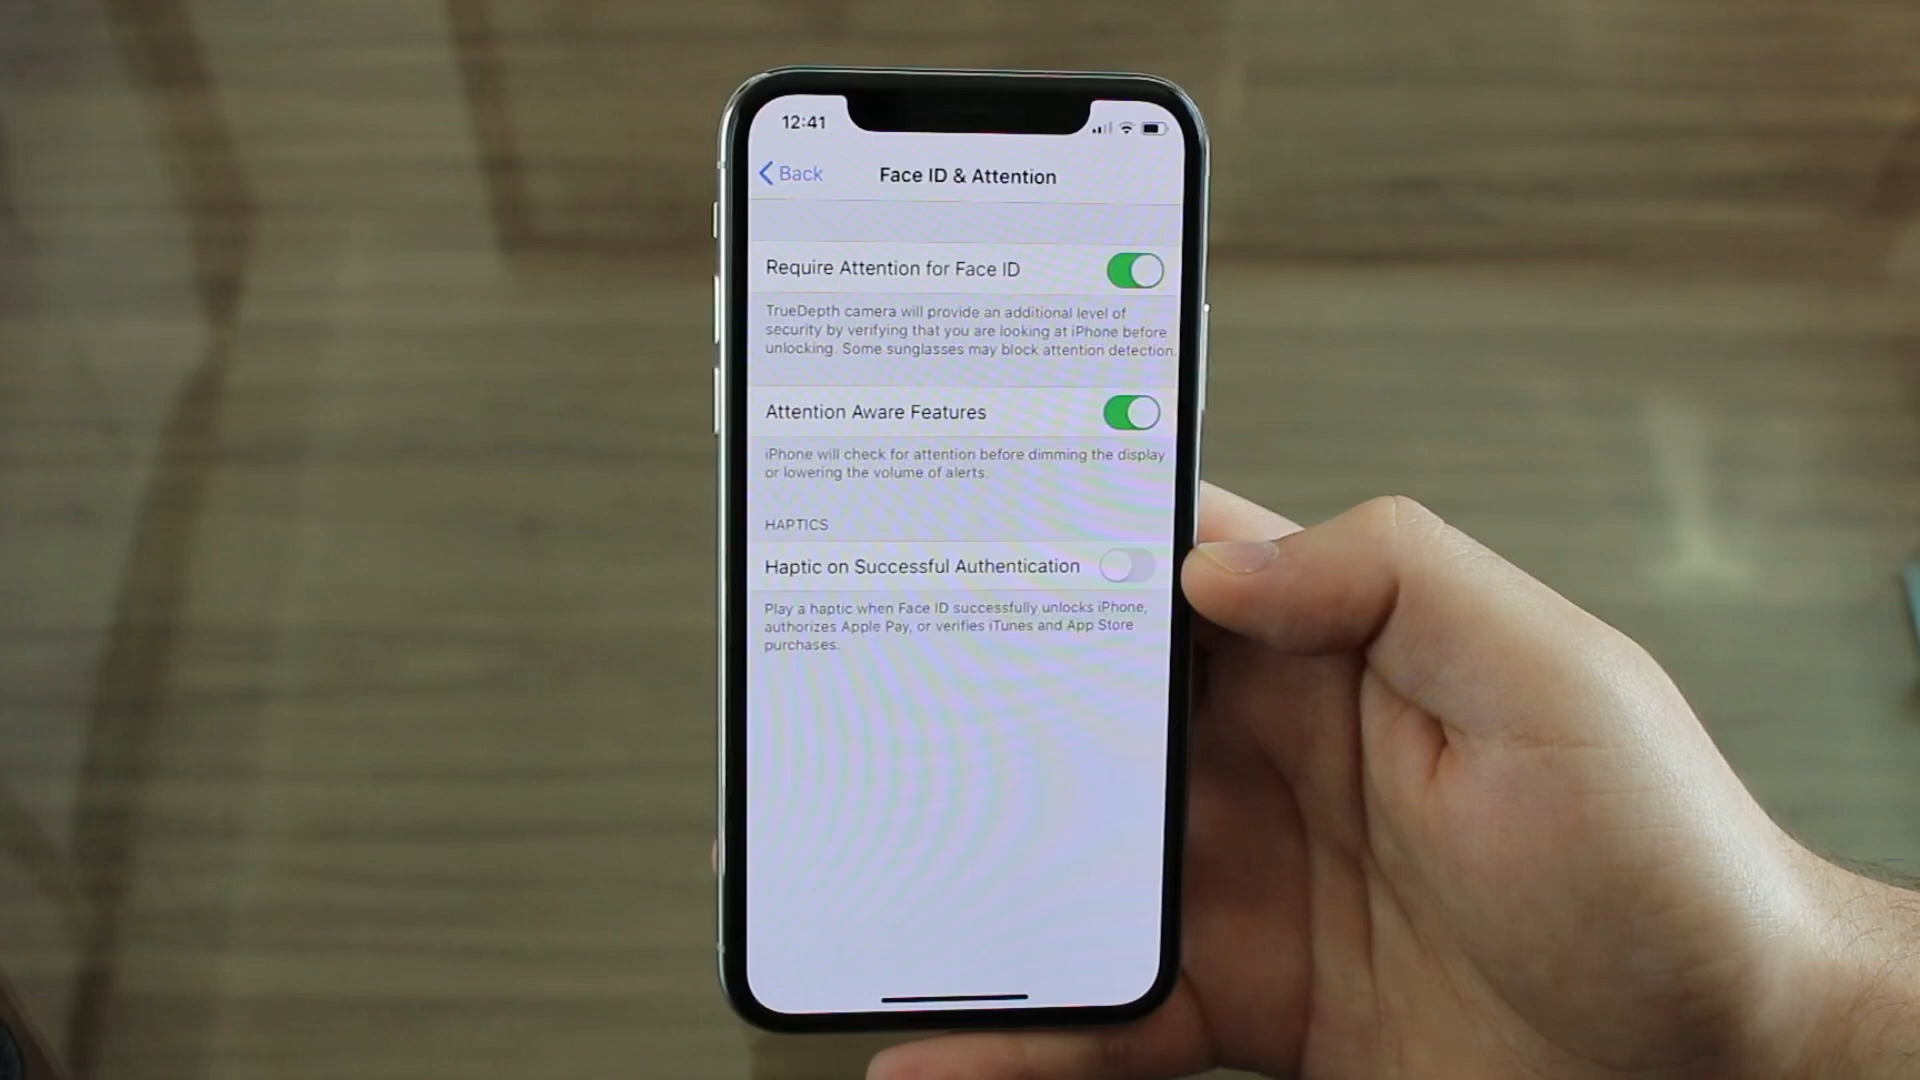 12:41
Back
Face ID & Attention
Require Attention for Face ID
TrueDepth camera will provide an additional level of
security by verifying that you are looking at iPhone before
unlocking. Some sunglasses may block attention detection.
Attention Aware Features
iPhone will check for attention before dimming the display
or lowering the volume of alerts.
HAPTICS
Haptic on Successful Authentication
Play a haptic when Face ID successfully unlocks iPhone,
authorizes Apple Pay, or verifies iTunes and App Store
purchases.